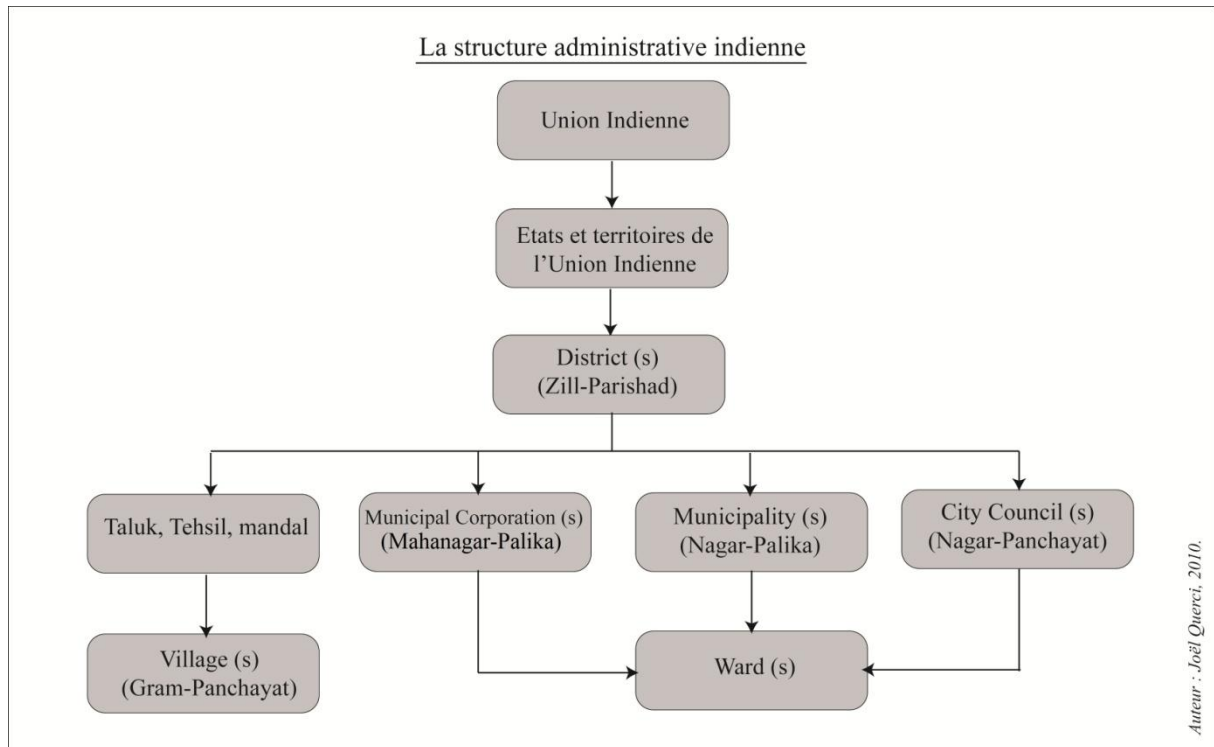 La structure administrative indienne
Union Indienne
Etats et territoires de
l'Union Indienne
District (s)
(Zill-Parishad)
Taluk, Tehsil, mandal
Municipal Corporation (s)
(Mahanagar-Palika)
Municipality (s)
(Nagar-Palika)
City Council (s)
(Nagar-Panchayat)
Village (s)
(Gram-Panchayat)
Ward (s)
Auteur : Joël Querci, 2010.